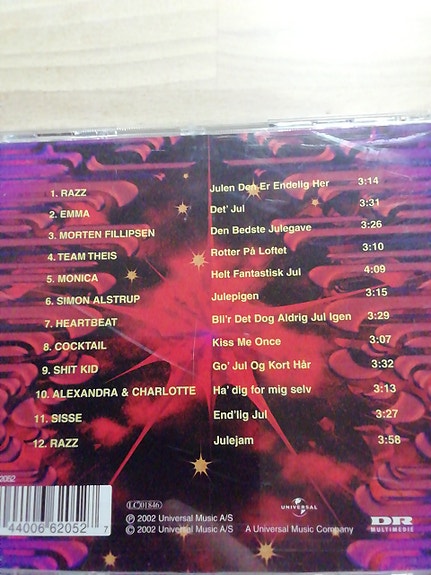 1. RAZZ Julen Den Er Endelig Her 3:14
2. EMMA Det' Jul 3:31
3. MORTEN FILLIPSEN Den Bedste Julegave 3:26
4. TEAM THEIS Rotter På Loftet 3:10
5. MONICA Helt Fantastisk Jul 4:09
6. SIMON ALSTRUP Julepigen 3:15
7. HEARTBEAT Bli'r Det Dog Aldrig Jul Igen 3:29
8. COCKTAIL Kiss Me Once 3:07
9. SHIT KID Go' Jul Og Kort Hår 3:32
10. ALEXANDRA & CHARLOTTE Ha' dig for mig selv 3:13
11. SISSE End'lig Jul 3:27
12. RAZZ Julejam 3:58
2052
44006 62052 7
LC01846
℗ 2002 Universal Music A/S
© 2002 Universal Music A/S
UNIVERSAL
A Universal Music Company
DR
MULTIMEDIE